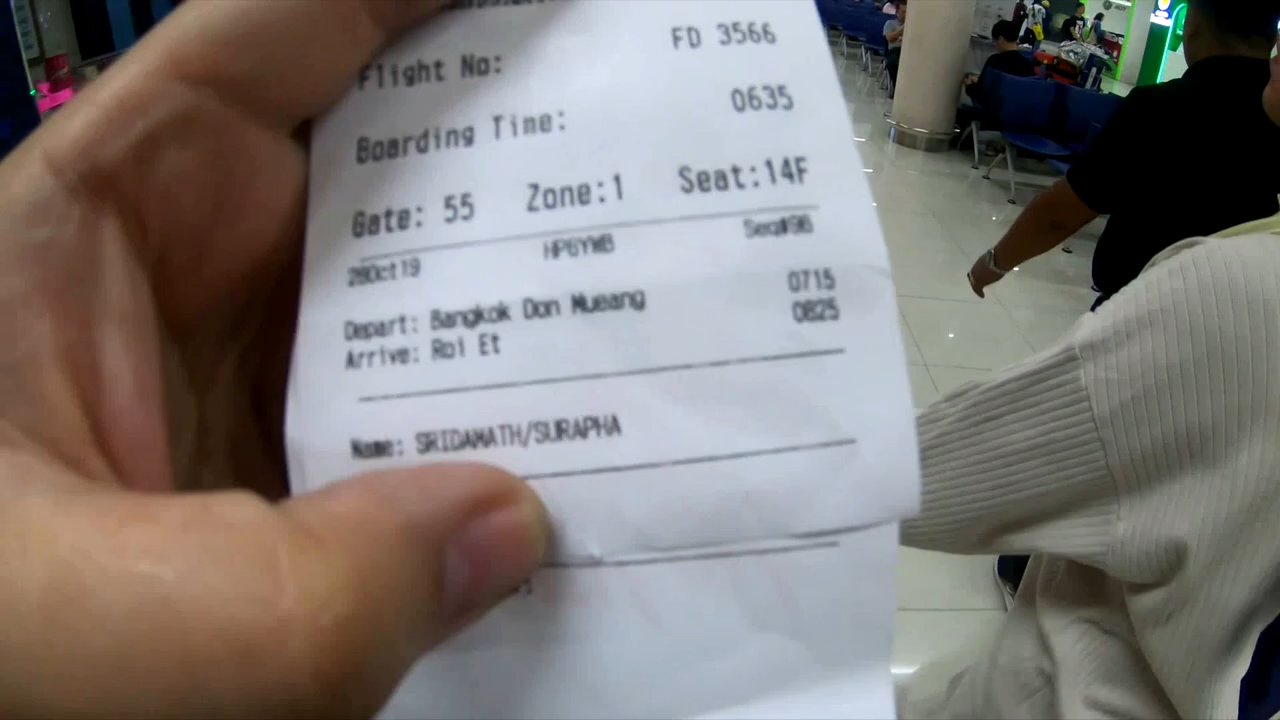 Flight No: FD 3566
Boarding Time: 0635
Gate: 55 Zone:1 Seat:14F
28Oct19 HP6YWB Seq#96
Depart: Bangkok Don Mueang 0715
Arrive: Roi Et 0825
Name: SRIDAMATH/SURAPHA